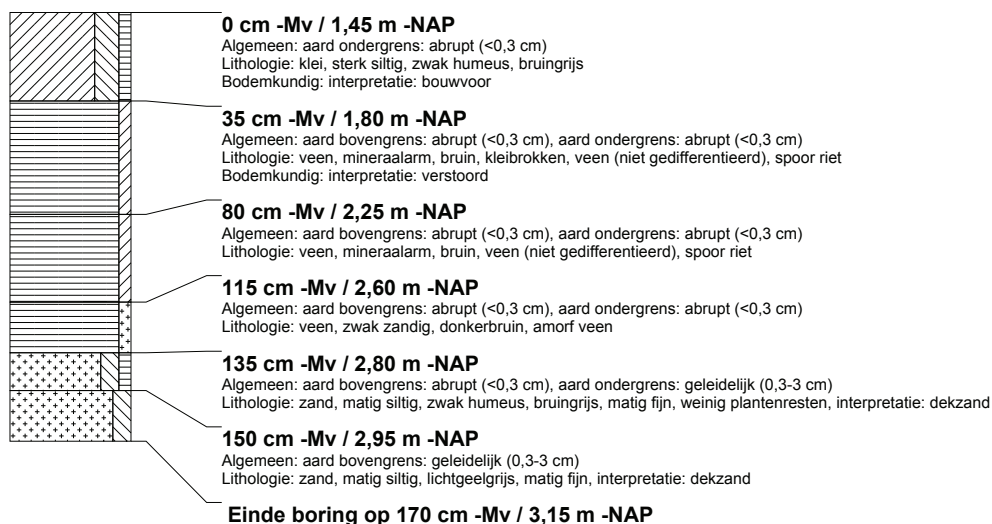 0 cm -Mv / 1,45 m -NAP
Algemeen: aard ondergrens: abrupt (<0,3 cm)
Lithologie: klei, sterk siltig, zwak humeus, bruingrijs
Bodemkundig: interpretatie: bouwvoor
35 cm -Mv / 1,80 m -NAP
Algemeen: aard bovengrens: abrupt (<0,3 cm), aard ondergrens: abrupt (<0,3 cm)
Lithologie: veen, mineraalarm, bruin, kleibrokken, veen (niet gedifferentieerd), spoor riet
Bodemkundig: interpretatie: verstoord
80 cm -Mv / 2,25 m -NAP
Algemeen: aard bovengrens: abrupt (<0,3 cm), aard ondergrens: abrupt (<0,3 cm)
Lithologie: veen, mineraalarm, bruin, veen (niet gedifferentieerd), spoor riet
115 cm -Mv / 2,60 m -NAP
Algemeen: aard bovengrens: abrupt (<0,3 cm), aard ondergrens: abrupt (<0,3 cm)
Lithologie: veen, zwak zandig, donkerbruin, amorf veen
135 cm -Mv / 2,80 m -NAP
Algemeen: aard bovengrens: abrupt (<0,3 cm), aard ondergrens: geleidelijk (0,3-3 cm)
Lithologie: zand, matig siltig, zwak humeus, bruingrijs, matig fijn, weinig plantenresten, interpretatie: dekzand
150 cm -Mv / 2,95 m -NAP
Algemeen: aard bovengrens: geleidelijk (0,3-3 cm)
Lithologie: zand, matig siltig, lichtgeelgrijs, matig fijn, interpretatie: dekzand
Einde boring op 170 cm -Mv / 3,15 m -NAP